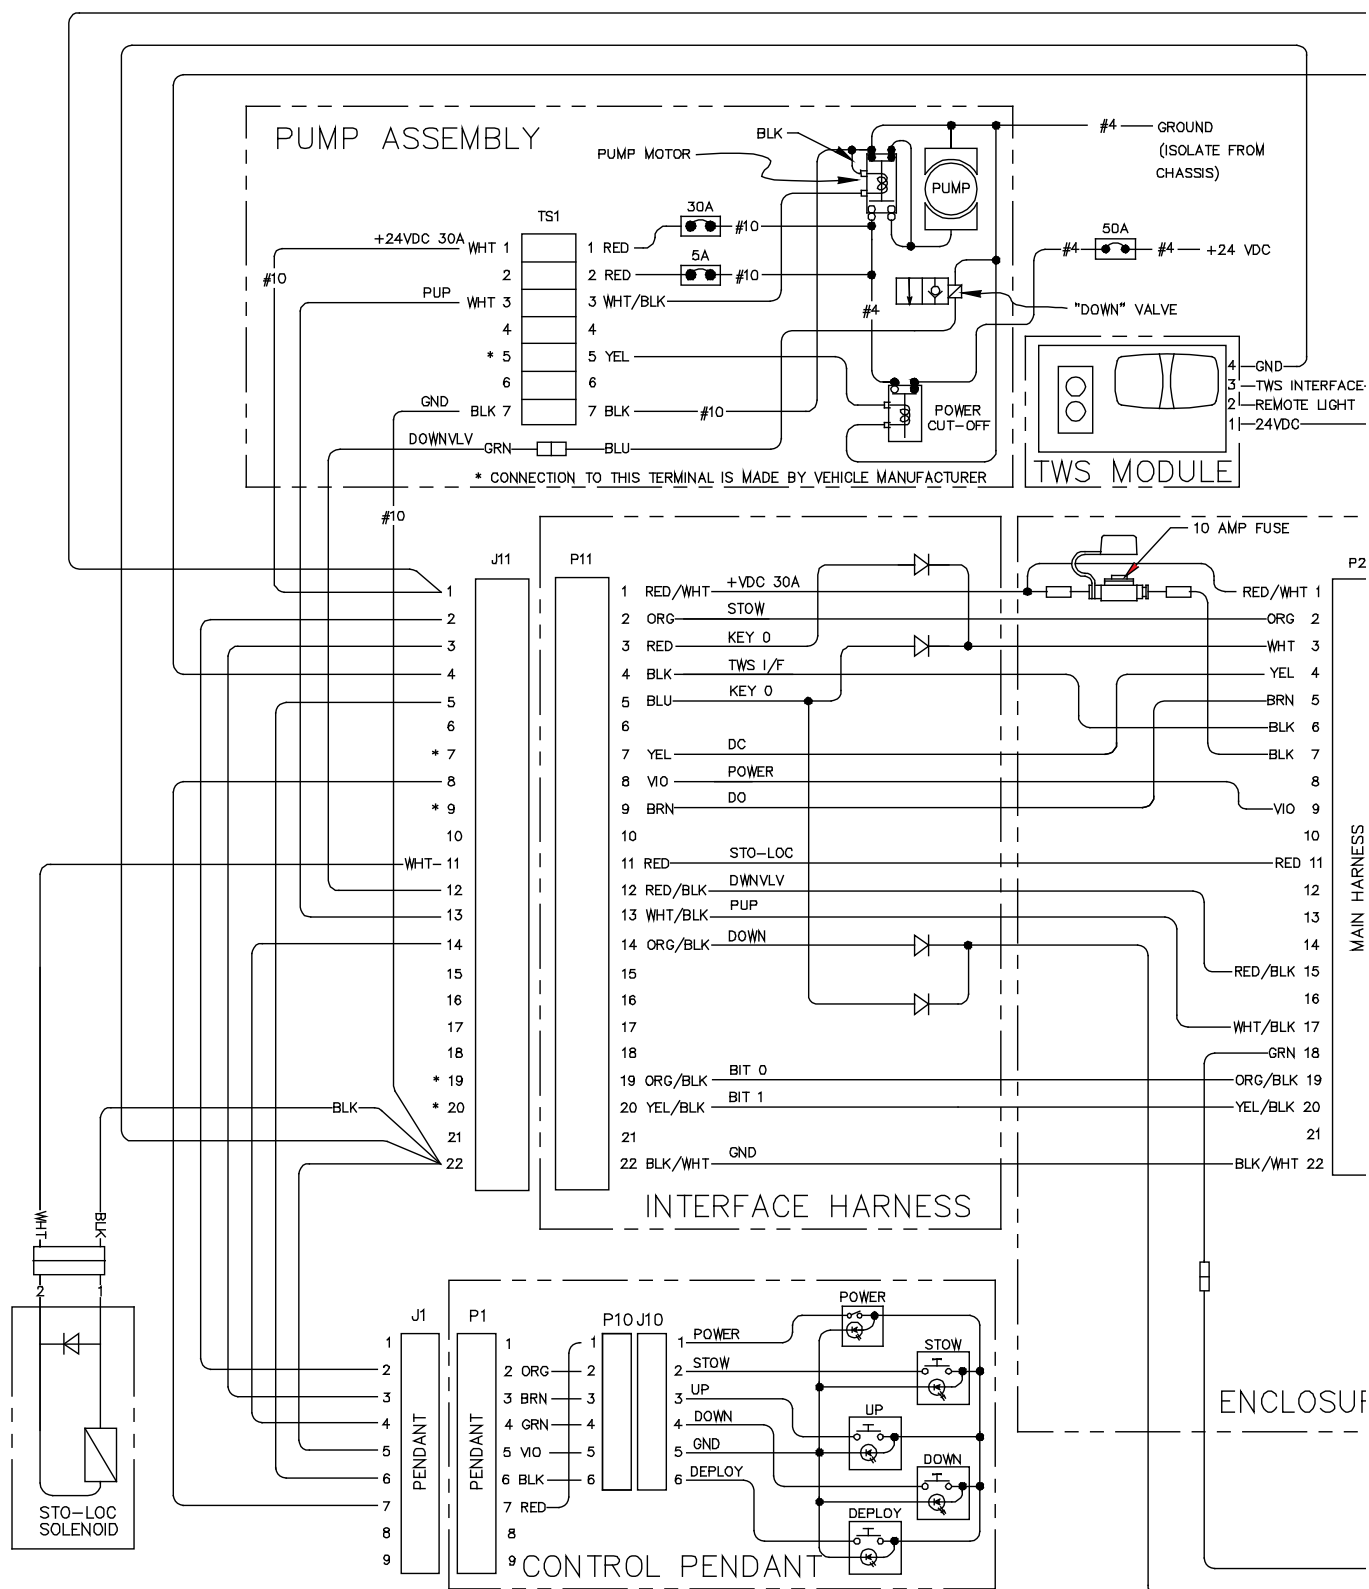 PUMP ASSEMBLY
BLK
PUMP MOTOR
PUMP
#4 GROUND
(ISOLATE FROM
CHASSIS)
TS1
30A
#10
5A
#10
50A
#4 #4 +24 VDC
+24VDC 30A WHT 1 1 RED
#10
2 2 RED
PUP WHT 3 3 WHT/BLK
4 4
* 5 5 YEL
6 6
GND BLK 7 7 BLK #10
DOWNVLV GRN BLU
#4
"DOWN" VALVE
POWER
CUT-OFF
* CONNECTION TO THIS TERMINAL IS MADE BY VEHICLE MANUFACTURER
#10
4 GND
3 TWS INTERFACE
2 REMOTE LIGHT
1 24VDC
TWS MODULE
10 AMP FUSE
J11
P11
P2
1 1 RED/WHT +VDC 30A RED/WHT 1
2 2 ORG STOW ORG 2
3 3 RED KEY 0 WHT 3
4 4 BLK TWS I/F YEL 4
5 5 BLU KEY 0 BRN 5
6 6 BLK 6
* 7 7 YEL DC BLK 7
8 8 VIO POWER 8
* 9 9 BRN DO VIO 9
10 10 10
WHT 11 11 RED STO-LOC RED 11
12 12 RED/BLK DWNVLV 12
13 13 WHT/BLK PUP 13
14 14 ORG/BLK DOWN 14
15 15 RED/BLK 15
16 16 16
17 17 WHT/BLK 17
18 18 GRN 18
* 19 19 ORG/BLK BIT 0 ORG/BLK 19
BLK * 20 20 YEL/BLK BIT 1 YEL/BLK 20
21 21 21
22 22 BLK/WHT GND BLK/WHT 22
MAIN HARNESS
INTERFACE HARNESS
WHT
BLK
2 1
STO-LOC
SOLENOID
J1
P1
P10 J10
1 1 1 1 POWER
2 2 ORG 2 2 STOW
3 3 BRN 3 3 UP
4 4 GRN 4 4 DOWN
5 5 VIO 5 5 GND
6 6 BLK 6 6 DEPLOY
7 7 RED
8 8
9 9
PENDANT
PENDANT
POWER
STOW
UP
DOWN
DEPLOY
CONTROL PENDANT
ENCLOSUR